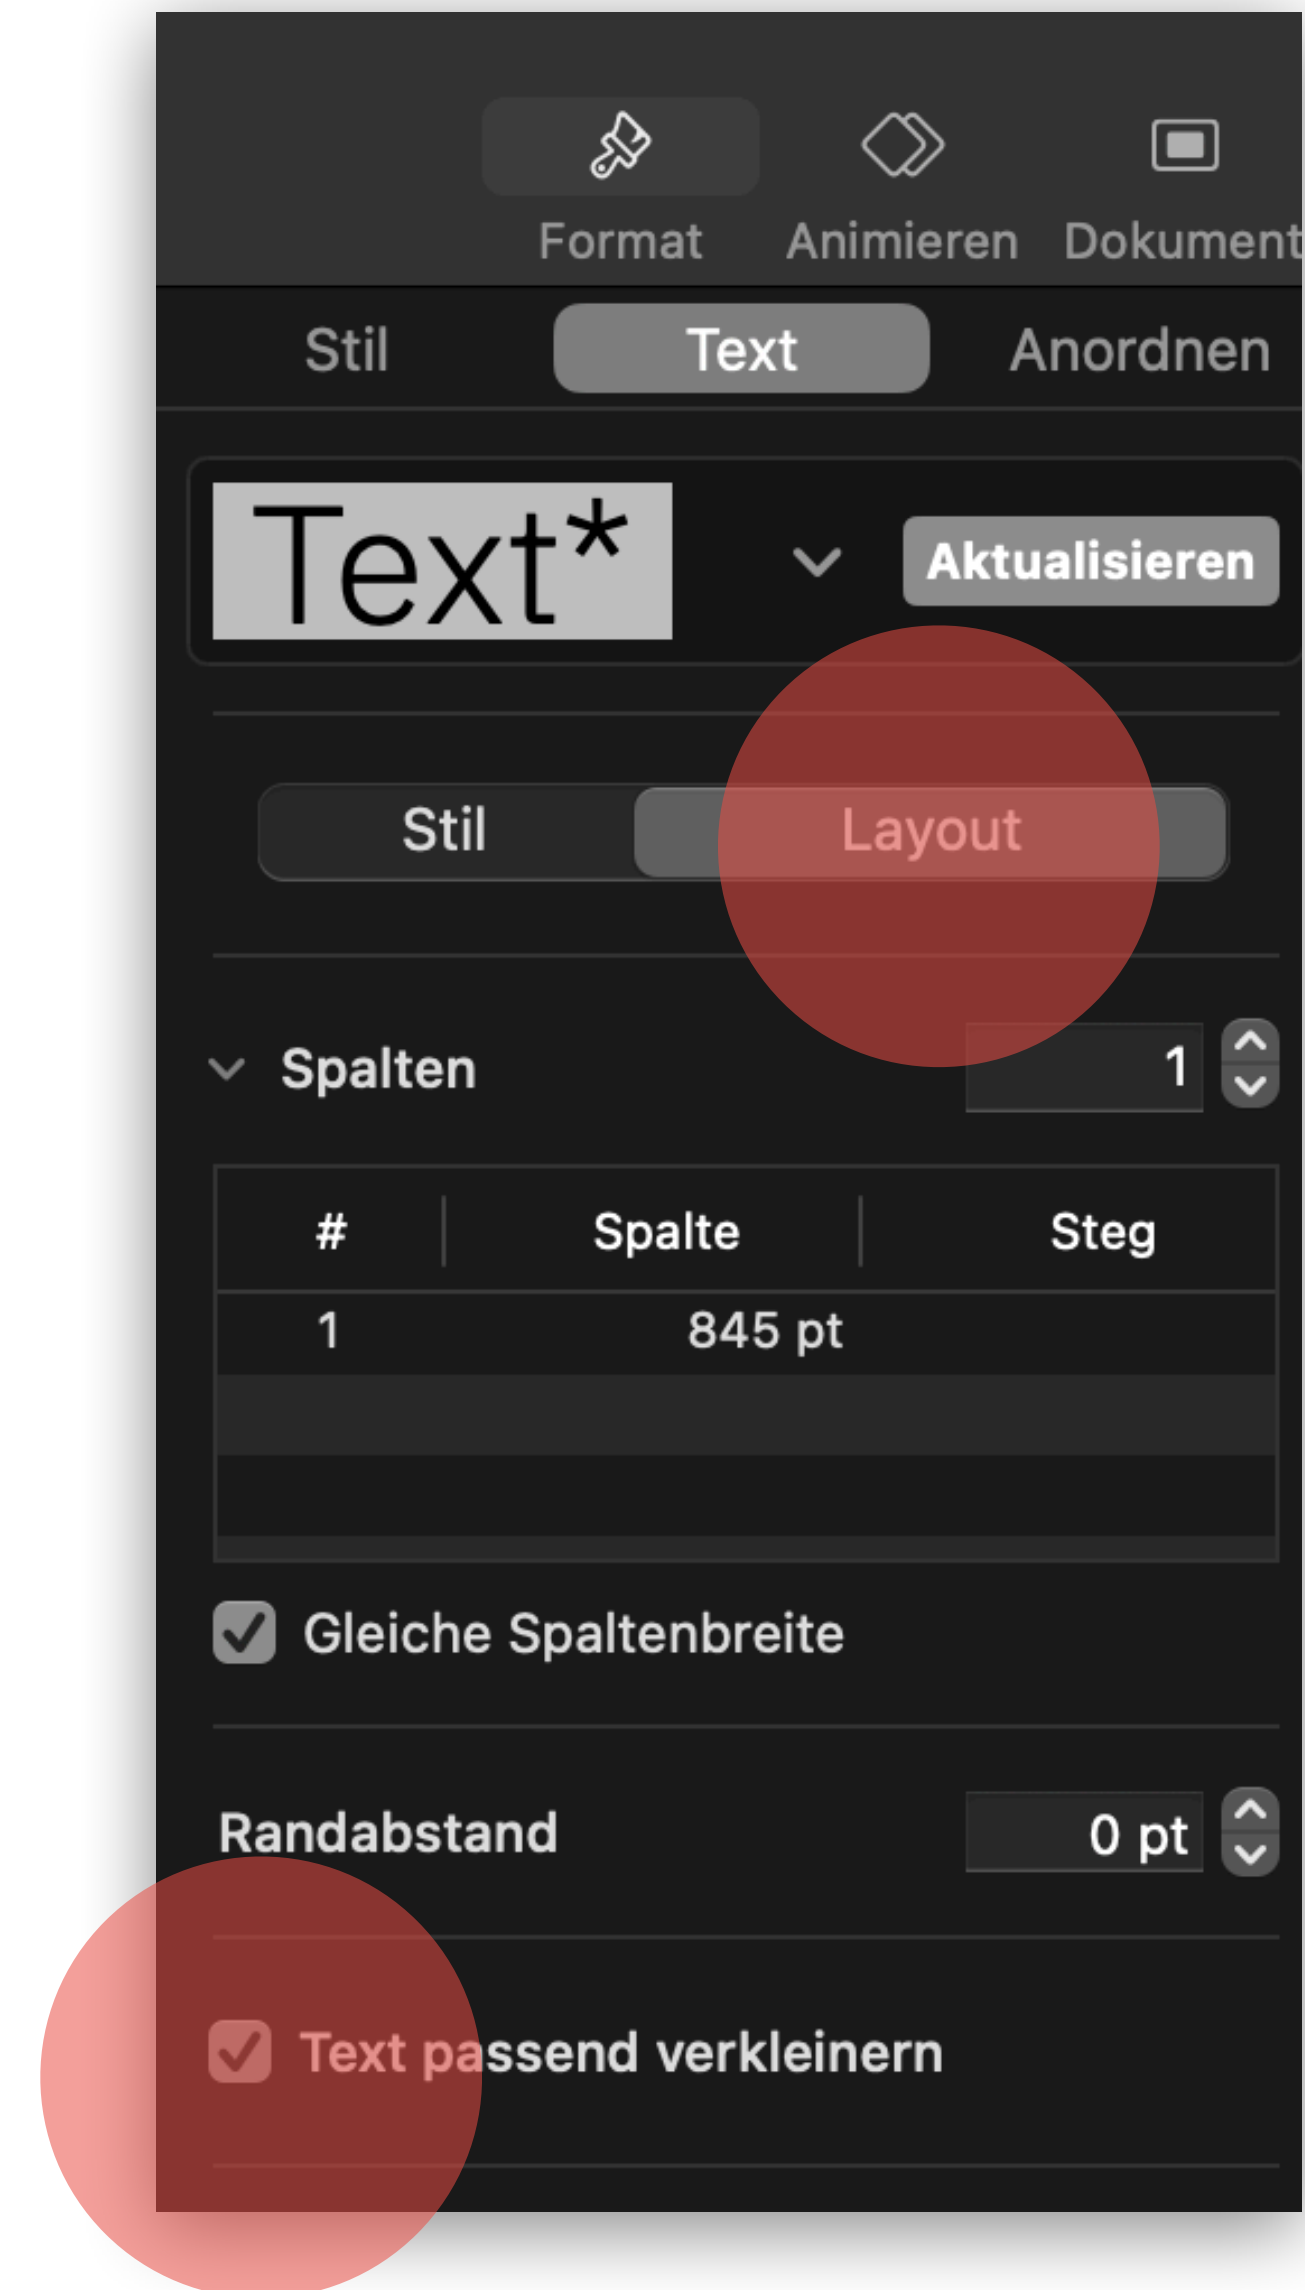 Format Animieren Dokument
Stil Text Anordnen
Text* Aktualisieren
Stil Layout
Spalten 1
# Spalte Steg
1 845 pt
Gleiche Spaltenbreite
Randabstand 0 pt
Text passend verkleinern